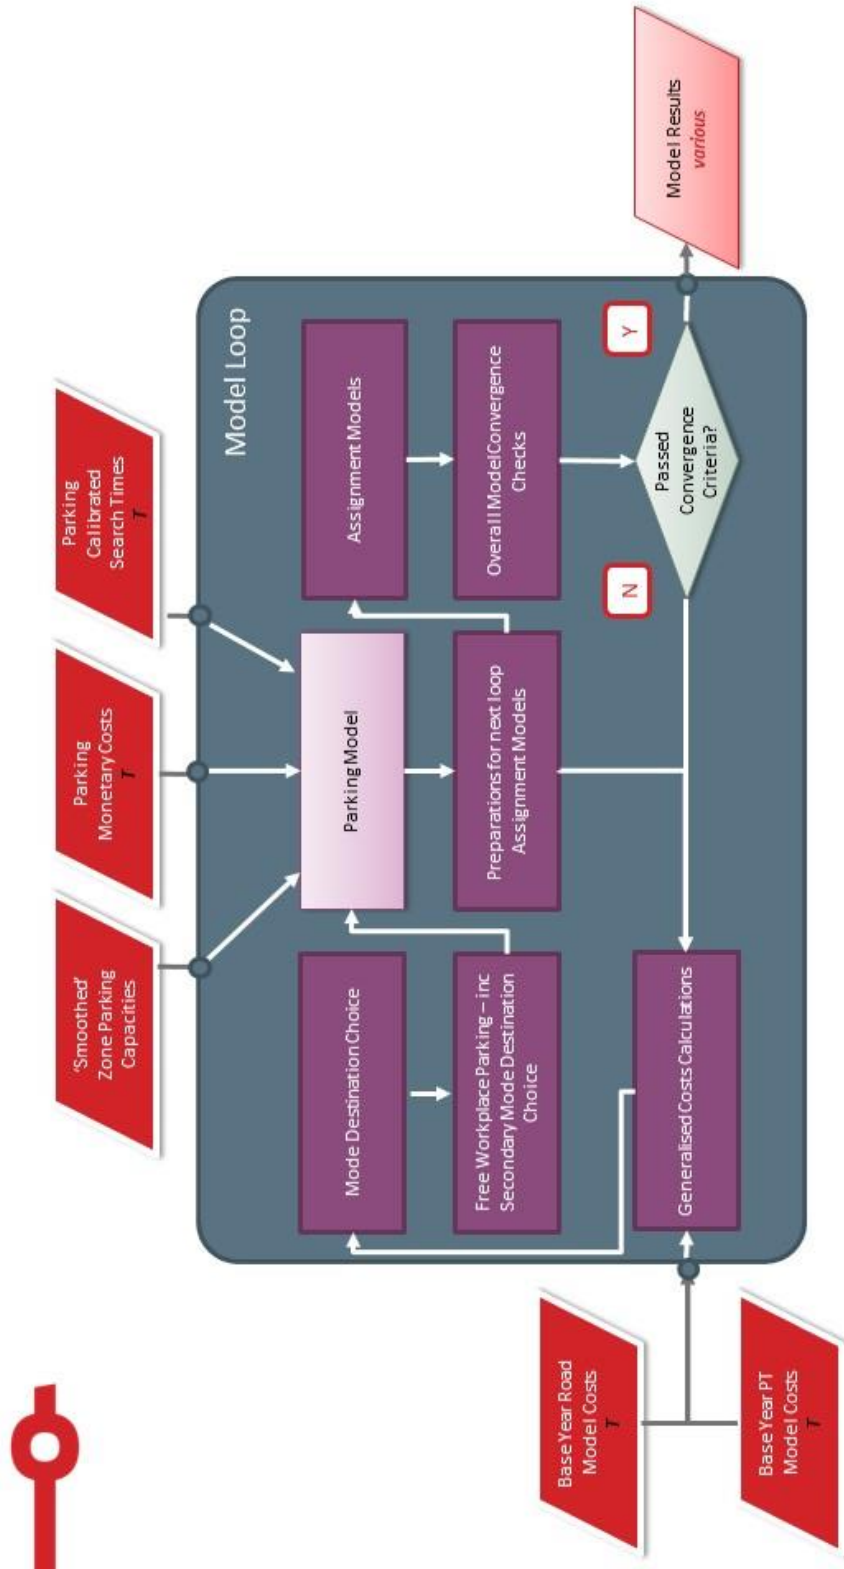 'Smoothed'
Zone Parking
Capacities
Parking
Monetary Costs
T
Parking
Calibrated
Search Times
T
Model Loop
Mode Destination Choice
Parking Model
Assignment Models
Free Workplace Parking – inc
Secondary Mode Destination
Choice
Preparations for next loop
Assignment Models
Overall Model Convergence
Checks
Base Year Road
Model Costs
T
Base Year PT
Model Costs
T
Generalised Costs Calculations
N
Passed
Convergence
Criteria?
Y
Model Results
various